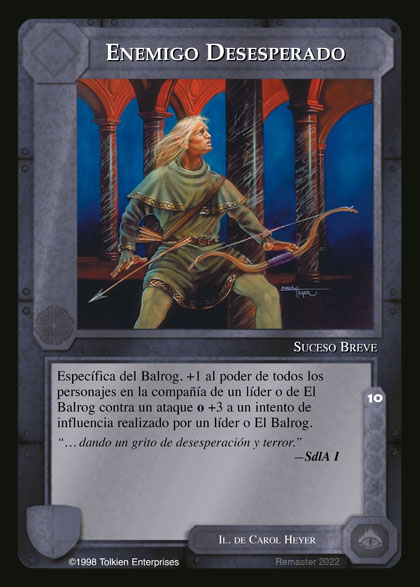 Enemigo Desesperado
Suceso Breve
Específica del Balrog. +1 al poder de todos los
personajes en la compañía de un líder o de El
Balrog contra un ataque o +3 a un intento de
influencia realizado por un líder o El Balrog.
“… dando un grito de desesperación y terror.”
—SdlA I
10
Il. de Carol Heyer
©1998 Tolkien Enterprises
Remaster 2022